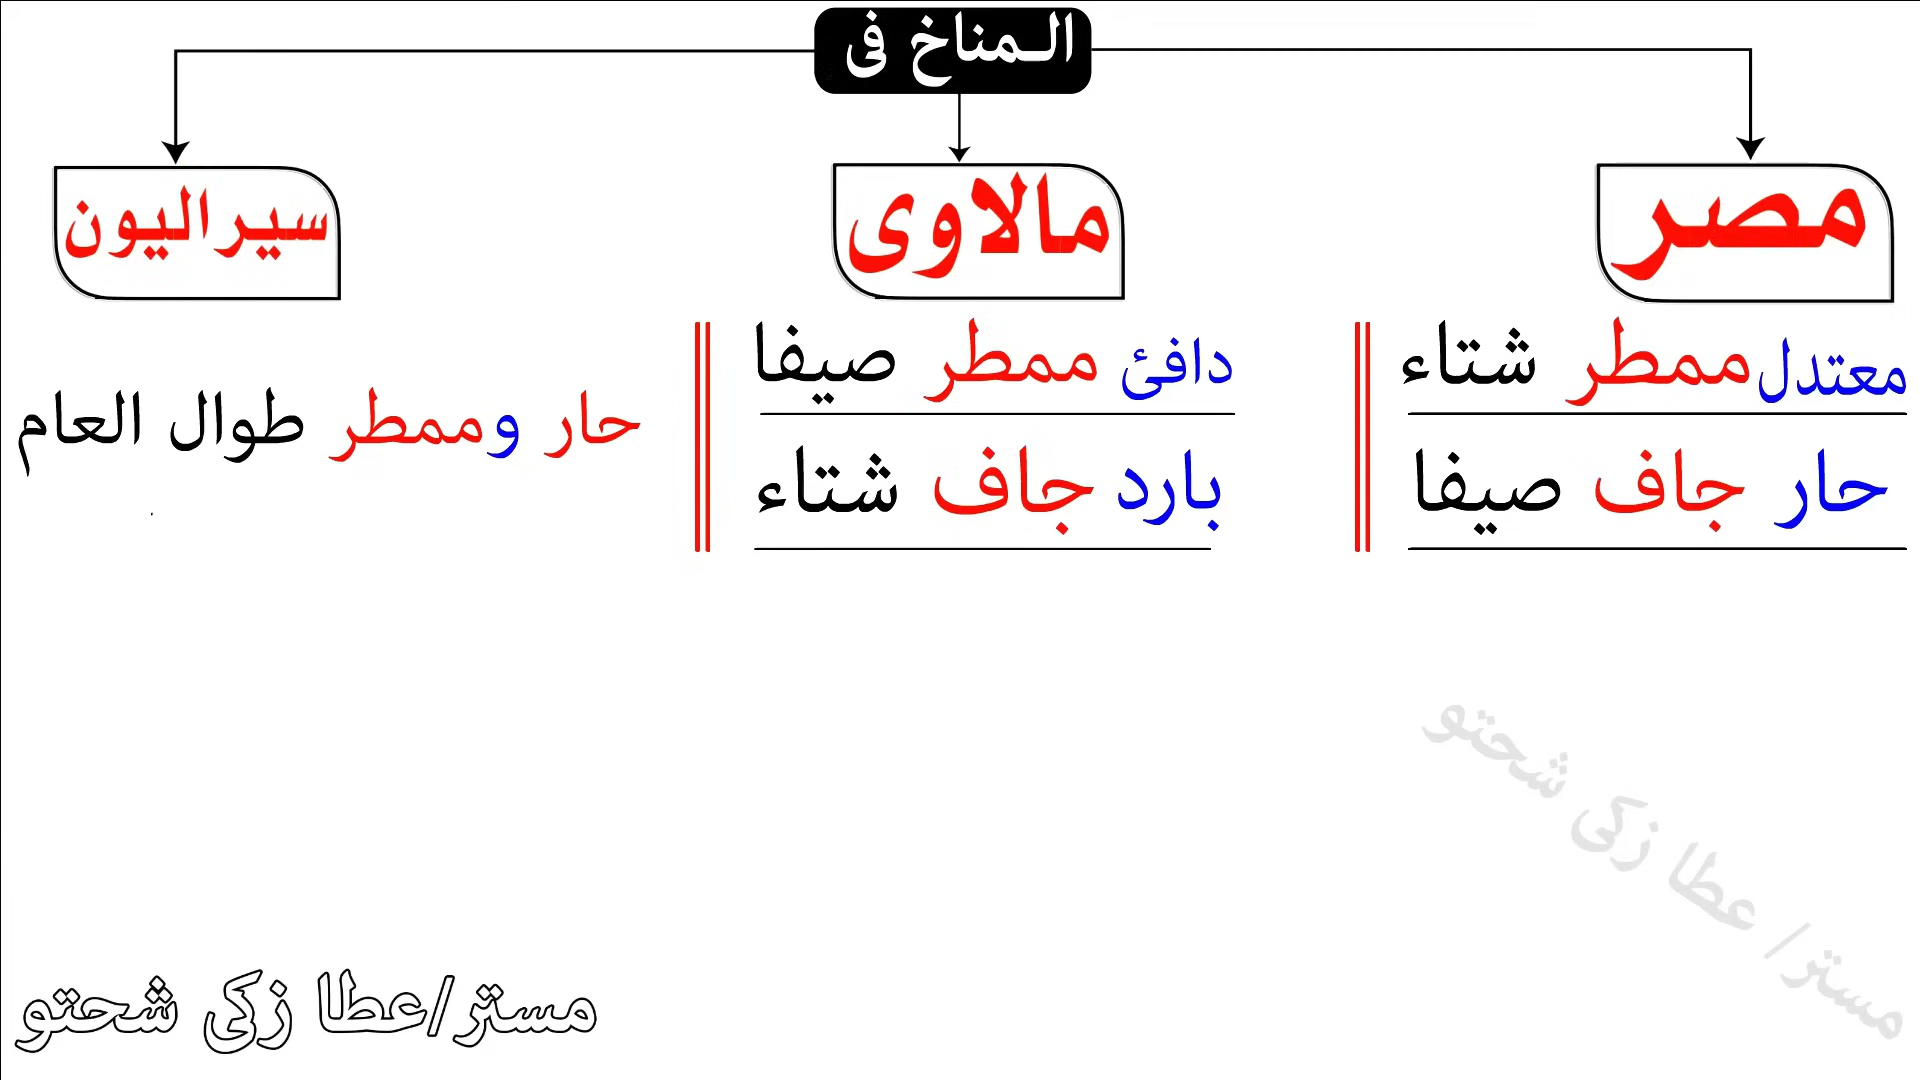 الـمناخ فى
مصر
معتدل ممطر شتاء
حار جاف صيفا
مالاوى
دافئ ممطر صيفا
بارد جاف شتاء
سيراليون
حار وممطر طوال العام
مستر/ عطا زكى شحتو
مستر/عطا زكى شحتو